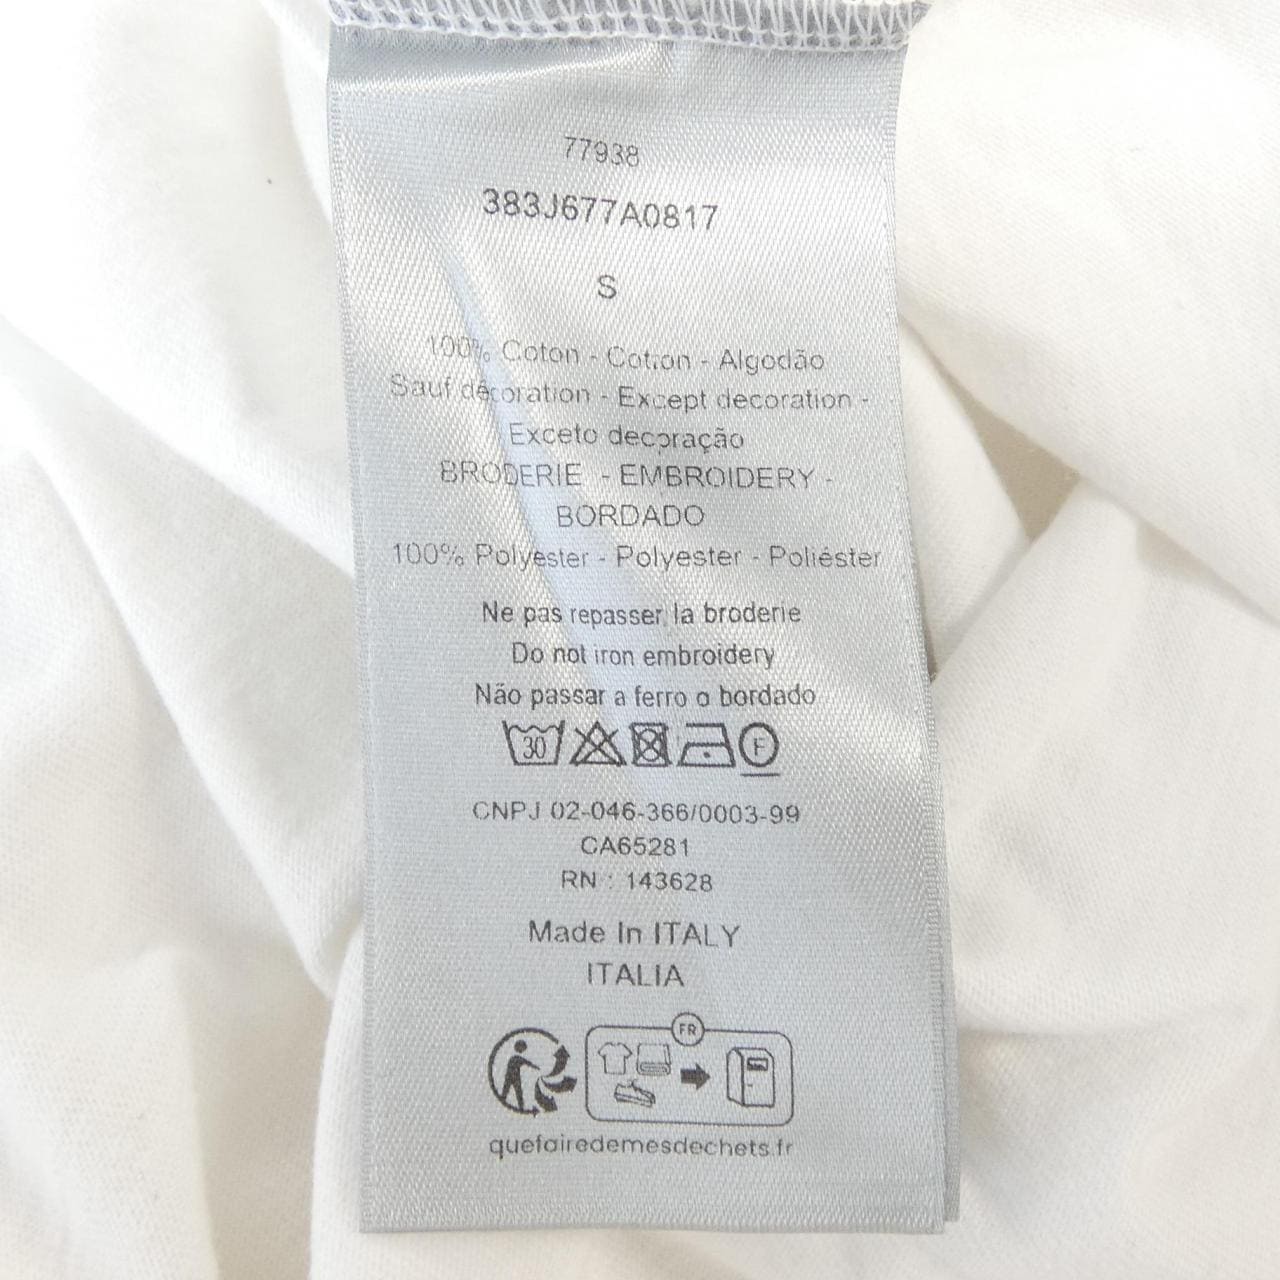 77938
383J677A0817
S
100% Coton - Cotton - Algodão
Sauf décoration - Except decoration -
Exceto decoração
BRODERIE - EMBROIDERY -
BORDADO
100% Polyester - Polyester - Poliéster
Ne pas repasser la broderie
Do not iron embroidery
Não passar a ferro o bordado
30 F
CNPJ 02-046-366/0003-99
CA65281
RN : 143628
Made In ITALY
ITALIA
FR
quefairedemesdechets.fr